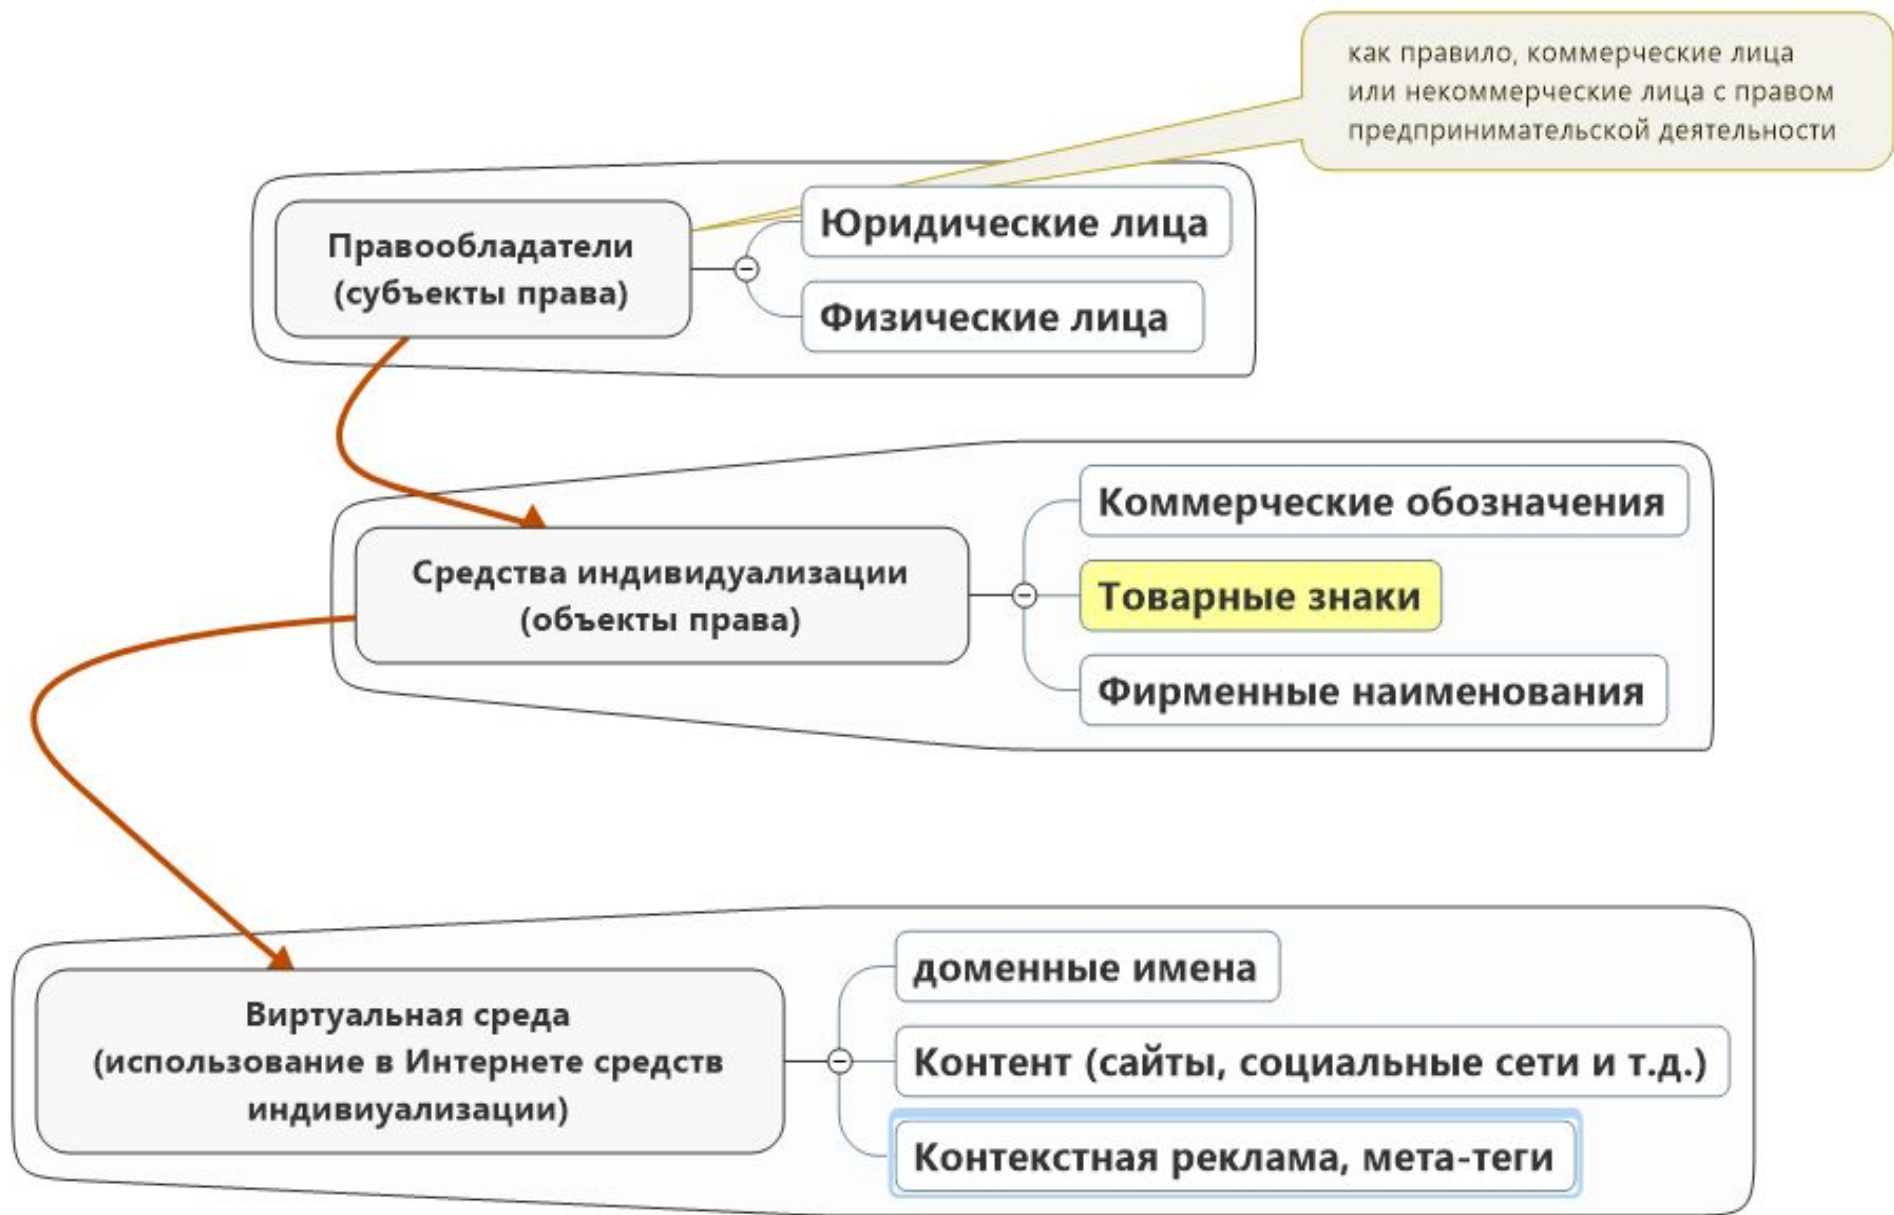 как правило, коммерческие лица
или некоммерческие лица с правом
предпринимательской деятельности
Правообладатели
(субъекты права)
Юридические лица
Физические лица
Средства индивидуализации
(объекты права)
Коммерческие обозначения
Товарные знаки
Фирменные наименования
Виртуальная среда
(использование в Интернете средств
индивиуализации)
доменные имена
Контент (сайты, социальные сети и т.д.)
Контекстная реклама, мета-теги